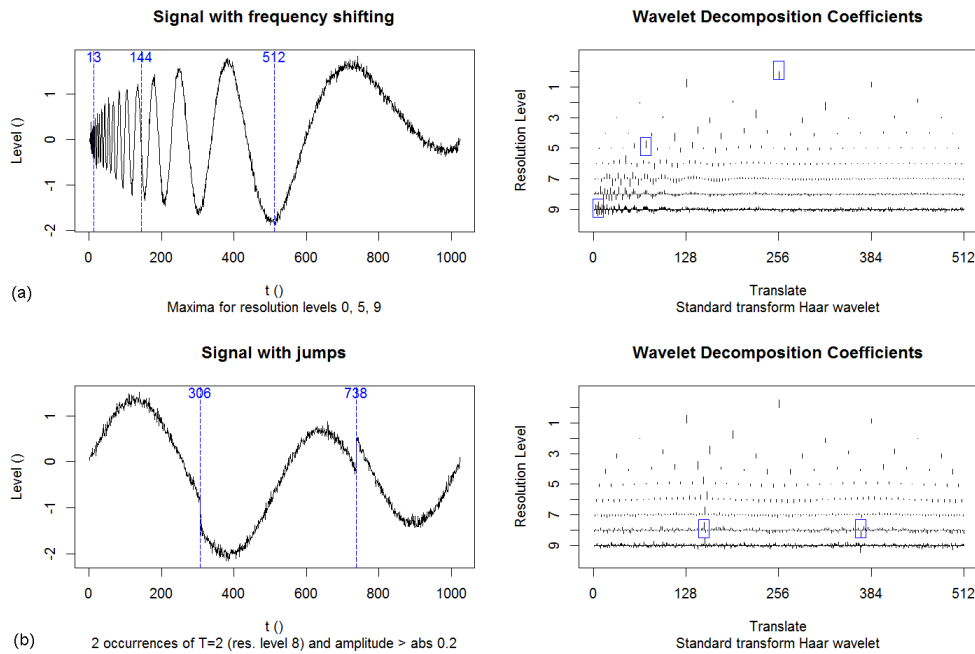 Signal with frequency shifting
13 144 512
Level ()
1
0
-1
-2
0 200 400 600 800 1000
t ()
(a)
Maxima for resolution levels 0, 5, 9
Wavelet Decomposition Coefficients
Resolution Level
1
3
5
7
9
0 128 256 384 512
Translate
Standard transform Haar wavelet
Signal with jumps
306 738
Level ()
1
0
-1
-2
0 200 400 600 800 1000
t ()
(b)
2 occurrences of T=2 (res. level 8) and amplitude > abs 0.2
Wavelet Decomposition Coefficients
Resolution Level
1
3
5
7
9
0 128 256 384 512
Translate
Standard transform Haar wavelet